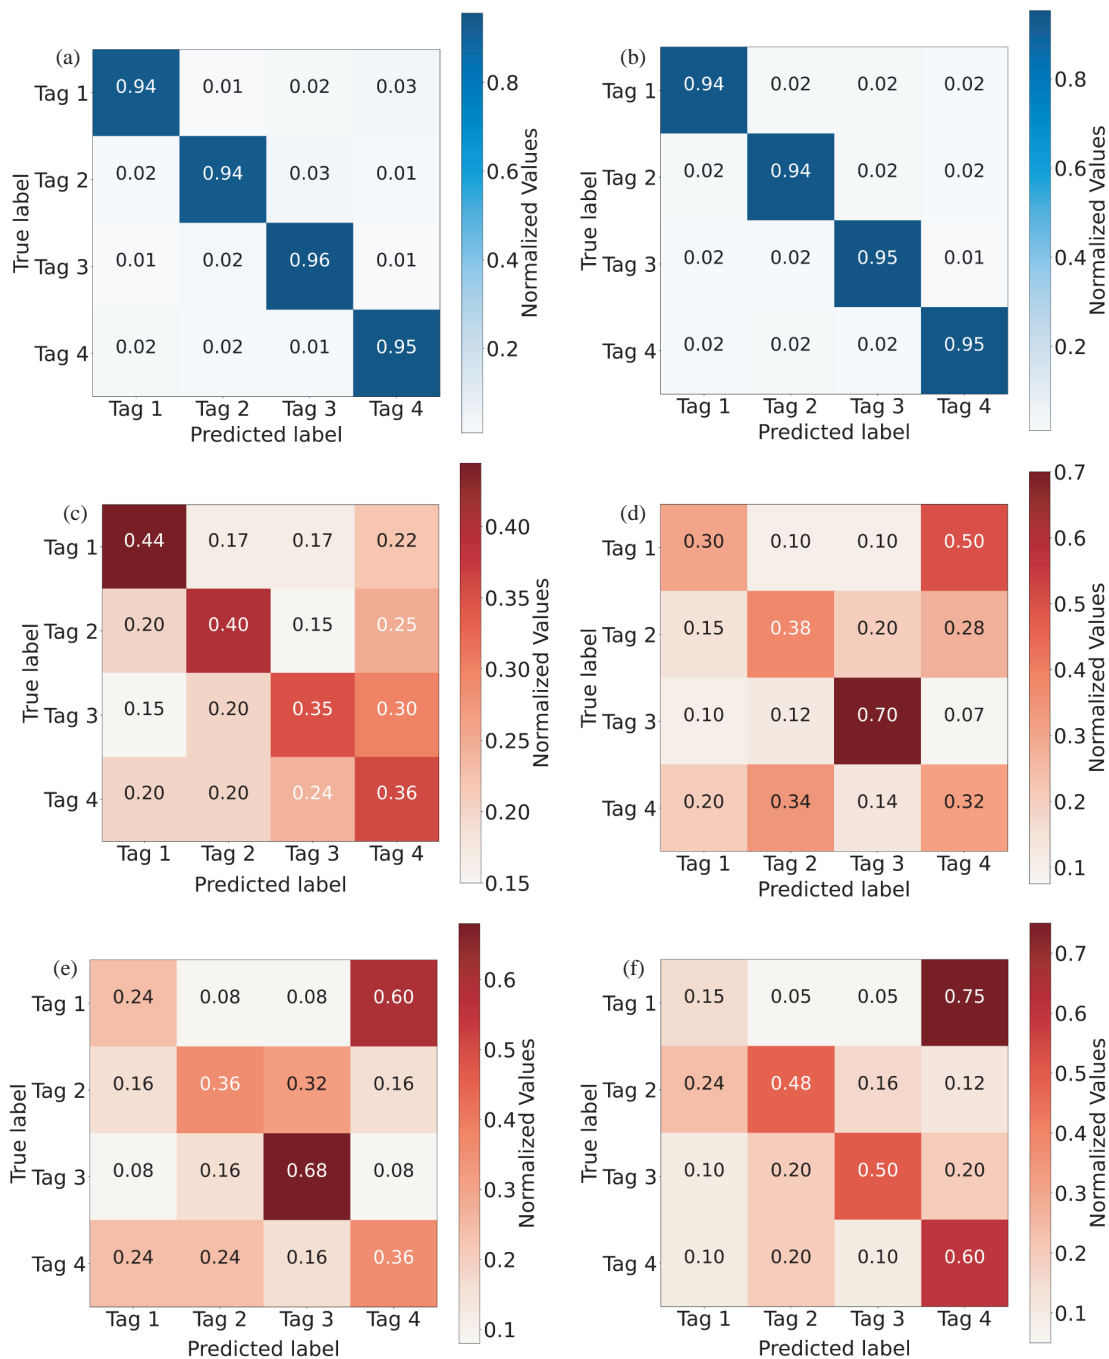 (a)
True label
Tag 1 0.94 0.01 0.02 0.03
Tag 2 0.02 0.94 0.03 0.01
Tag 3 0.01 0.02 0.96 0.01
Tag 4 0.02 0.02 0.01 0.95
Tag 1 Tag 2 Tag 3 Tag 4
Predicted label
0.8
0.6
0.4
0.2
Normalized Values
(b)
True label
Tag 1 0.94 0.02 0.02 0.02
Tag 2 0.02 0.94 0.02 0.02
Tag 3 0.02 0.02 0.95 0.01
Tag 4 0.02 0.02 0.02 0.95
Tag 1 Tag 2 Tag 3 Tag 4
Predicted label
0.8
0.6
0.4
0.2
Normalized Values
(c)
True label
Tag 1 0.44 0.17 0.17 0.22
Tag 2 0.20 0.40 0.15 0.25
Tag 3 0.15 0.20 0.35 0.30
Tag 4 0.20 0.20 0.24 0.36
Tag 1 Tag 2 Tag 3 Tag 4
Predicted label
0.40
0.35
0.30
0.25
0.20
0.15
Normalized Values
(d)
True label
Tag 1 0.30 0.10 0.10 0.50
Tag 2 0.15 0.38 0.20 0.28
Tag 3 0.10 0.12 0.70 0.07
Tag 4 0.20 0.34 0.14 0.32
Tag 1 Tag 2 Tag 3 Tag 4
Predicted label
0.7
0.6
0.5
0.4
0.3
0.2
0.1
Normalized Values
(e)
True label
Tag 1 0.24 0.08 0.08 0.60
Tag 2 0.16 0.36 0.32 0.16
Tag 3 0.08 0.16 0.68 0.08
Tag 4 0.24 0.24 0.16 0.36
Tag 1 Tag 2 Tag 3 Tag 4
Predicted label
0.6
0.5
0.4
0.3
0.2
0.1
Normalized Values
(f)
True label
Tag 1 0.15 0.05 0.05 0.75
Tag 2 0.24 0.48 0.16 0.12
Tag 3 0.10 0.20 0.50 0.20
Tag 4 0.10 0.20 0.10 0.60
Tag 1 Tag 2 Tag 3 Tag 4
Predicted label
0.7
0.6
0.5
0.4
0.3
0.2
0.1
Normalized Values